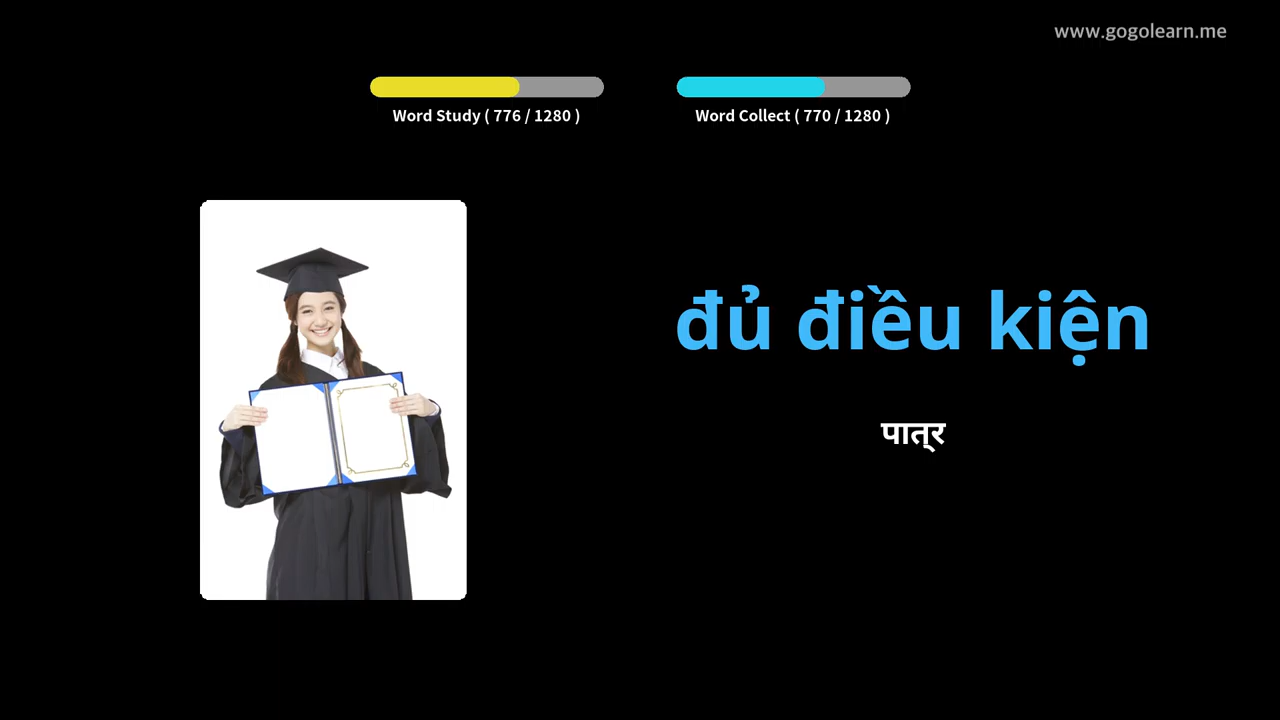 www.gogolearn.me
Word Study ( 776 / 1280 )
Word Collect ( 770 / 1280 )
đủ điều kiện
पात्र